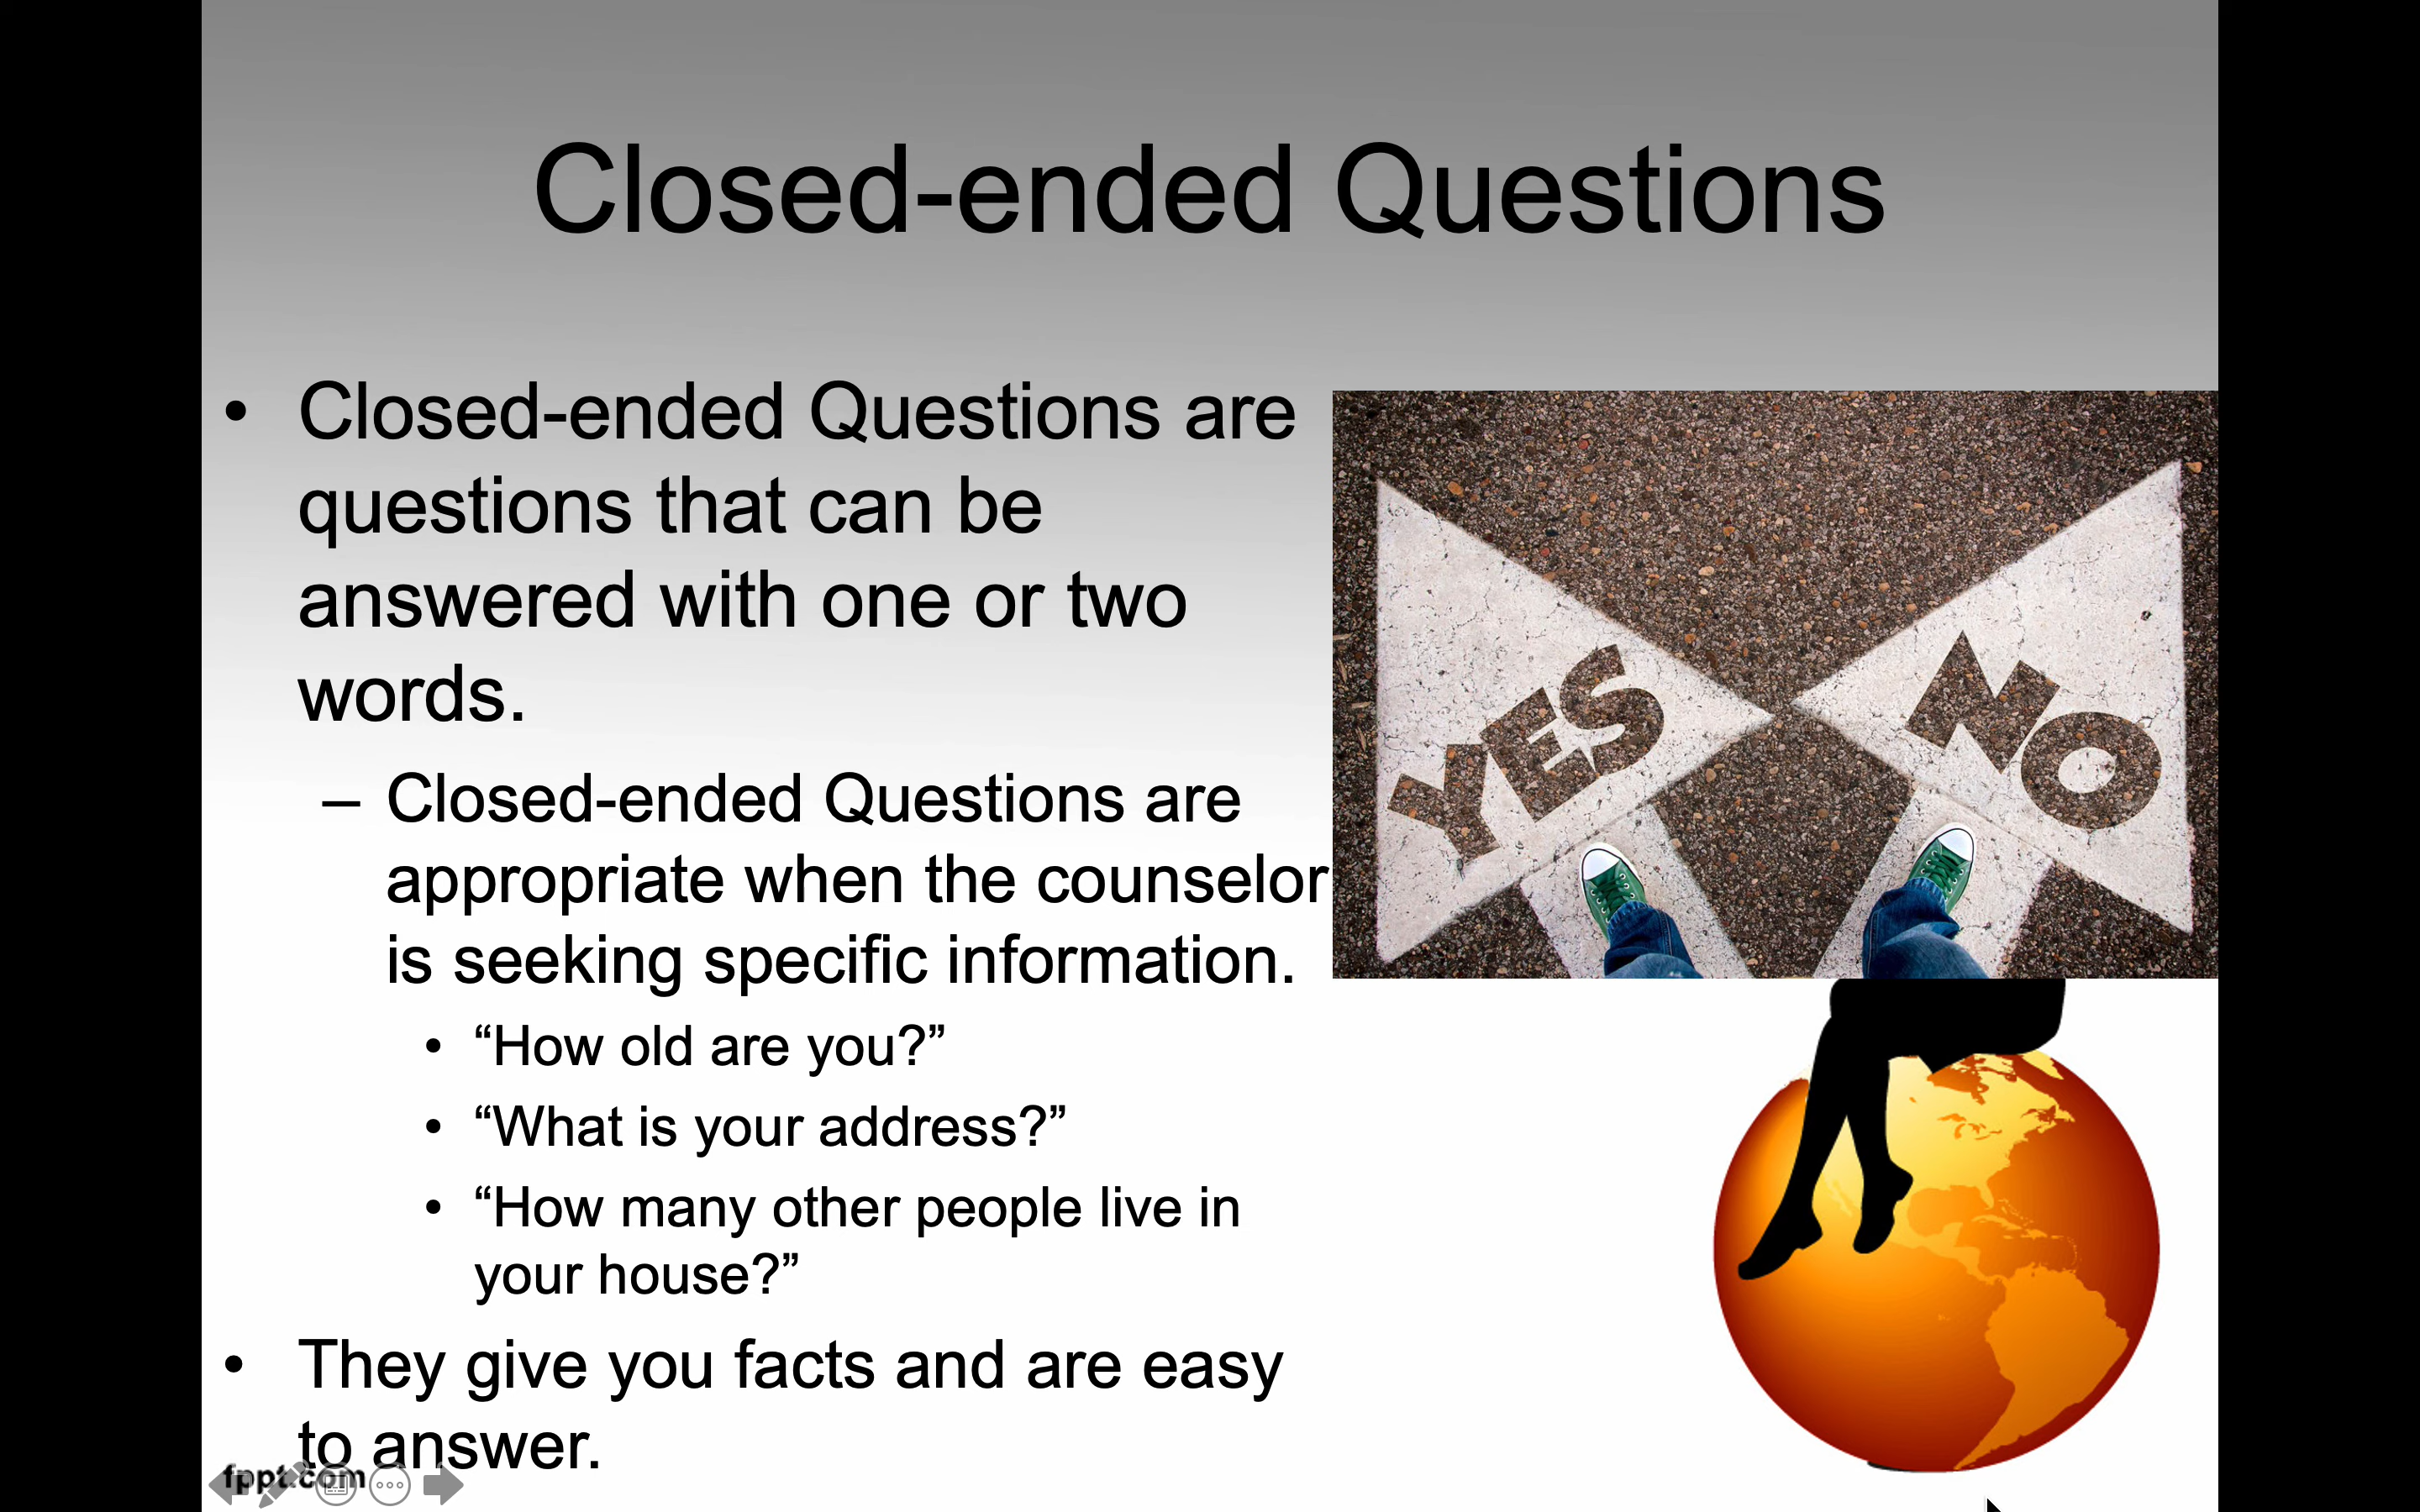 Closed-ended Questions
• Closed-ended Questions are
questions that can be
answered with one or two
words.
– Closed-ended Questions are
appropriate when the counselor
is seeking specific information.
• “How old are you?”
• “What is your address?”
• “How many other people live in
your house?”
• They give you facts and are easy
to answer.
YES
NO
fppt.com